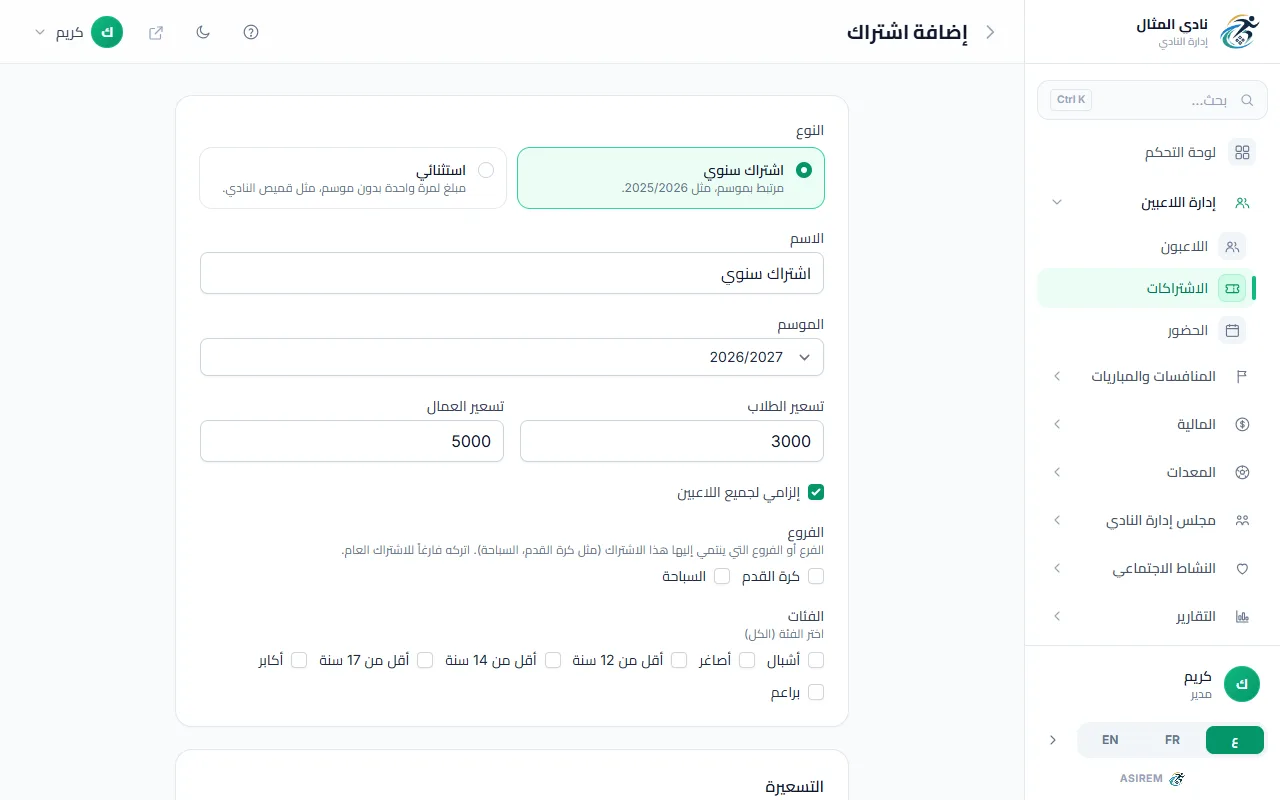 نادي المثال
إدارة النادي
بحث...
Ctrl K
لوحة التحكم
إدارة اللاعبين
اللاعبون
الاشتراكات
الحضور
المنافسات والمباريات
المالية
المعدات
مجلس إدارة النادي
النشاط الاجتماعي
التقارير
ك
كريم
مدير
ع
FR
EN
ASIREM
إضافة اشتراك
ك
كريم
النوع
اشتراك سنوي
مرتبط بموسم، مثل 2025/2026.
استثنائي
مبلغ لمرة واحدة بدون موسم، مثل قميص النادي.
الاسم
اشتراك سنوي
الموسم
2026/2027
تسعير الطلاب
3000
تسعير العمال
5000
إلزامي لجميع اللاعبين
الفروع
الفرع أو الفروع التي ينتمي إليها هذا الاشتراك (مثل كرة القدم، السباحة). اتركه فارغاً للاشتراك العام.
كرة القدم
السباحة
الفئات
اختر الفئة (الكل)
أشبال
أصاغر
أقل من 12 سنة
أقل من 14 سنة
أقل من 17 سنة
أكابر
براعم
التسعيرة